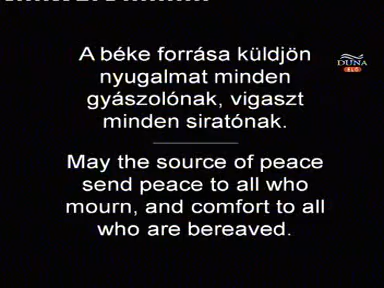 A béke forrása küldjön
nyugalmat minden
gyászolónak, vigaszt
minden siratónak.
May the source of peace
send peace to all who
mourn, and comfort to all
who are bereaved.
DUNA
ÉLŐ